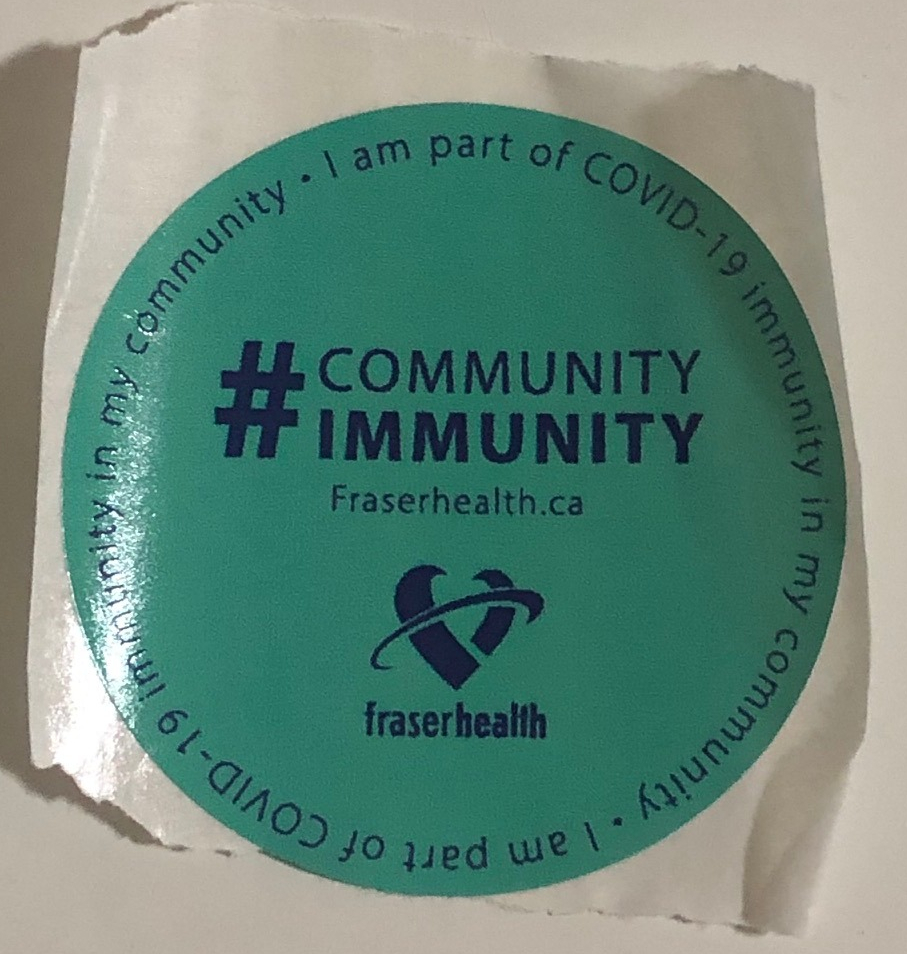 I am part of COVID-19 immunity in my community •
I am part of COVID-19 immunity in my community •
#COMMUNITY
IMMUNITY
Fraserhealth.ca
fraserhealth